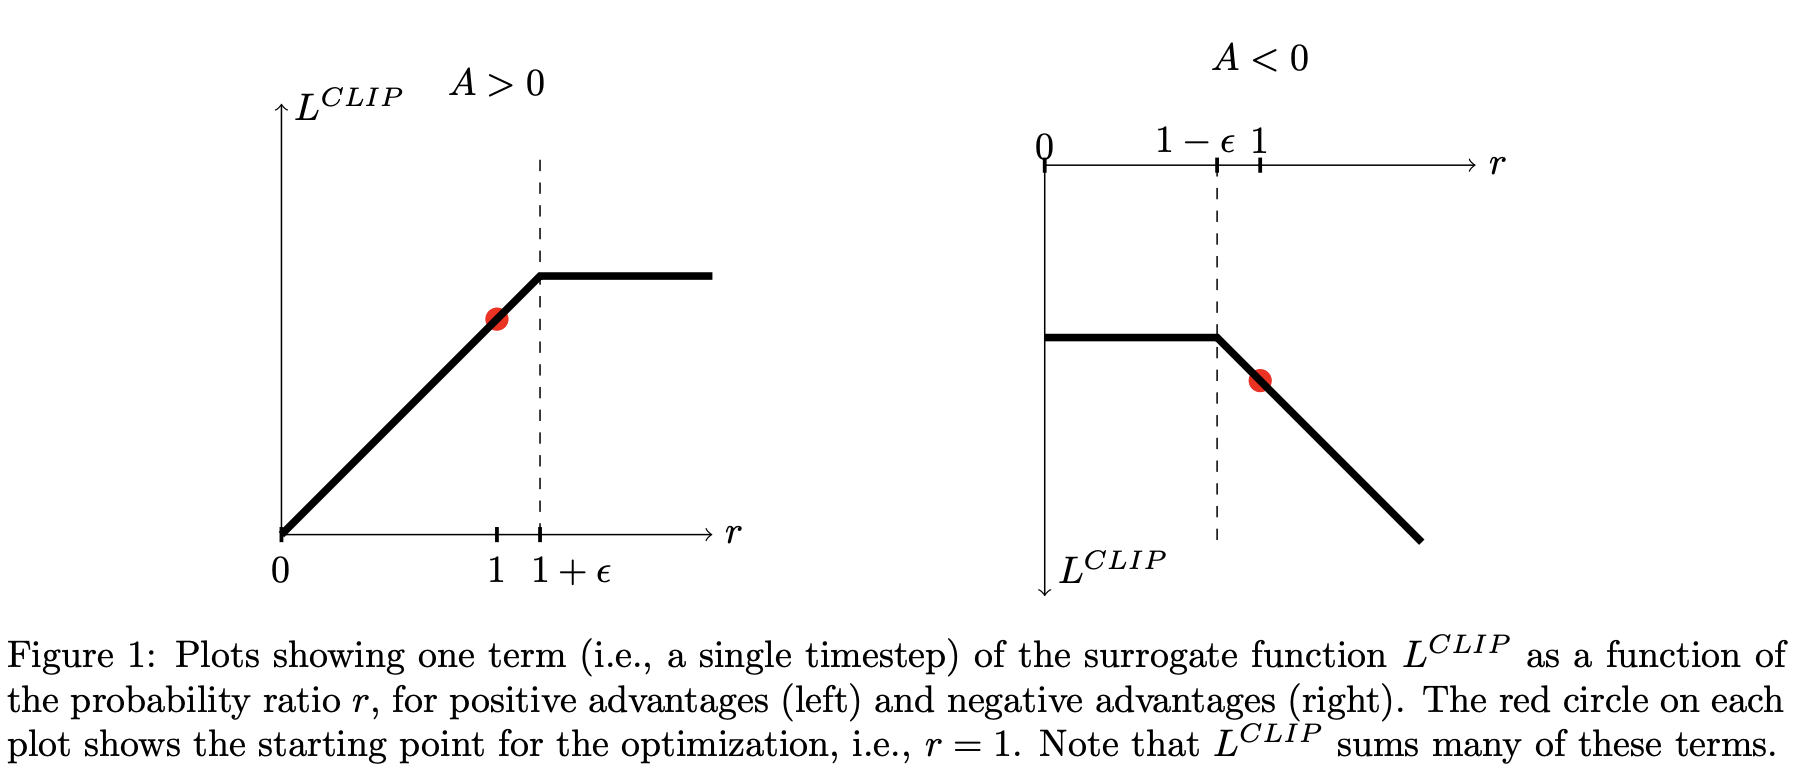 A > 0
L^{CLIP}
0
1
1 + ϵ
r
A < 0
0
1 − ϵ
1
r
L^{CLIP}
Figure 1: Plots showing one term (i.e., a single timestep) of the surrogate function L^{CLIP} as a function of
the probability ratio r, for positive advantages (left) and negative advantages (right). The red circle on each
plot shows the starting point for the optimization, i.e., r = 1. Note that L^{CLIP} sums many of these terms.